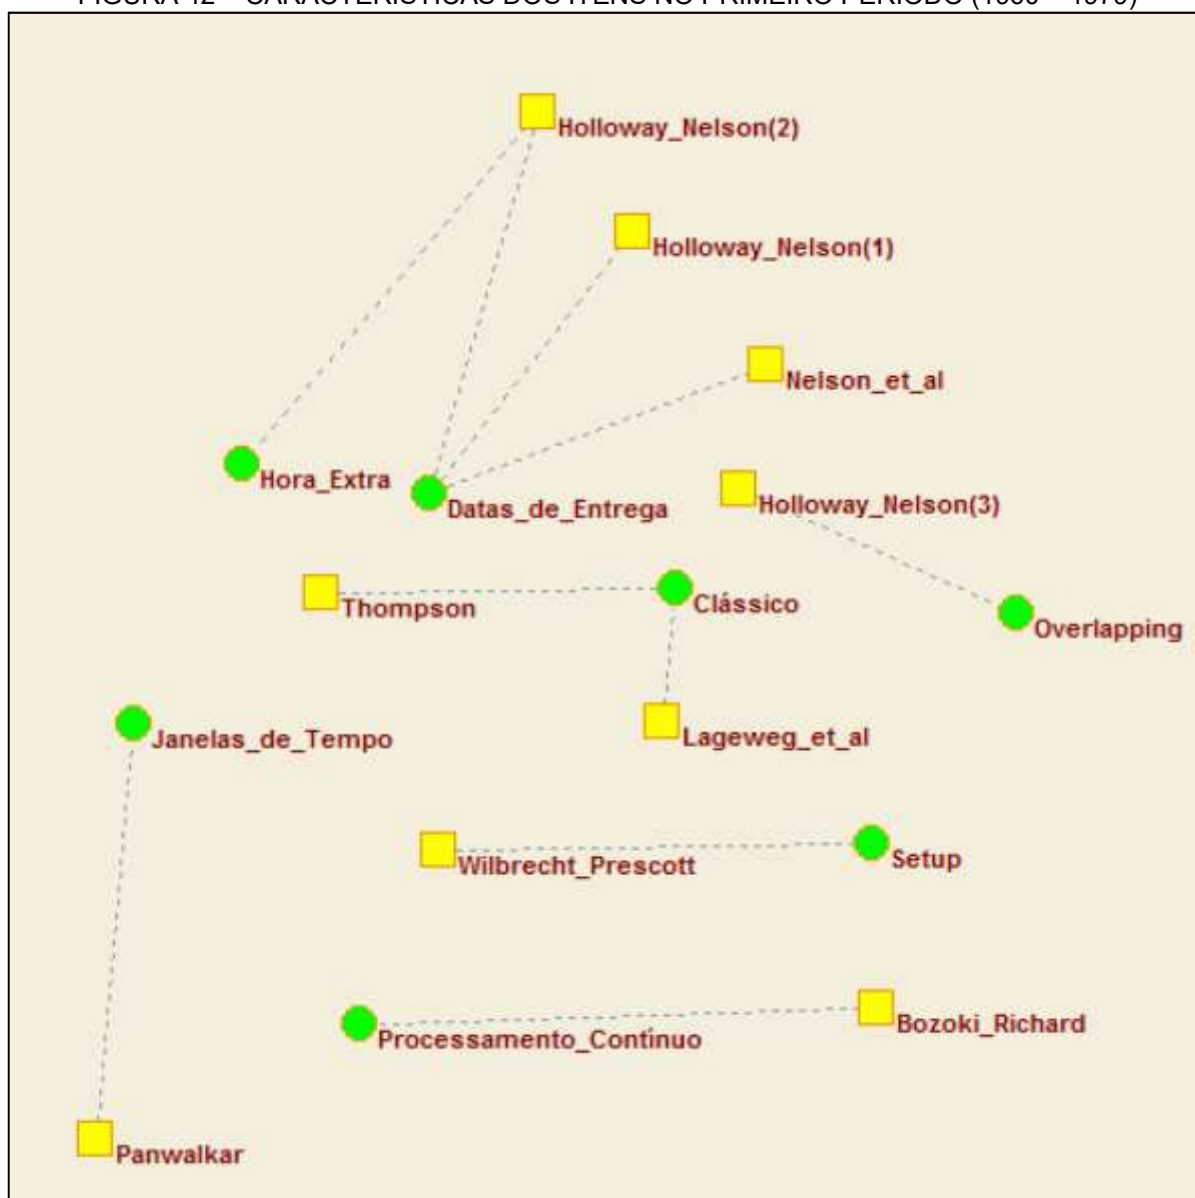 Holloway_Nelson(2)
Holloway_Nelson(1)
Nelson_et_al
Hora_Extra
Datas_de_Entrega
Holloway_Nelson(3)
Thompson
Clássico
Overlapping
Janelas_de_Tempo
Lageweg_et_al
Wilbrecht_Prescott
Setup
Processamento_Contínuo
Bozoki_Richard
Panwalkar